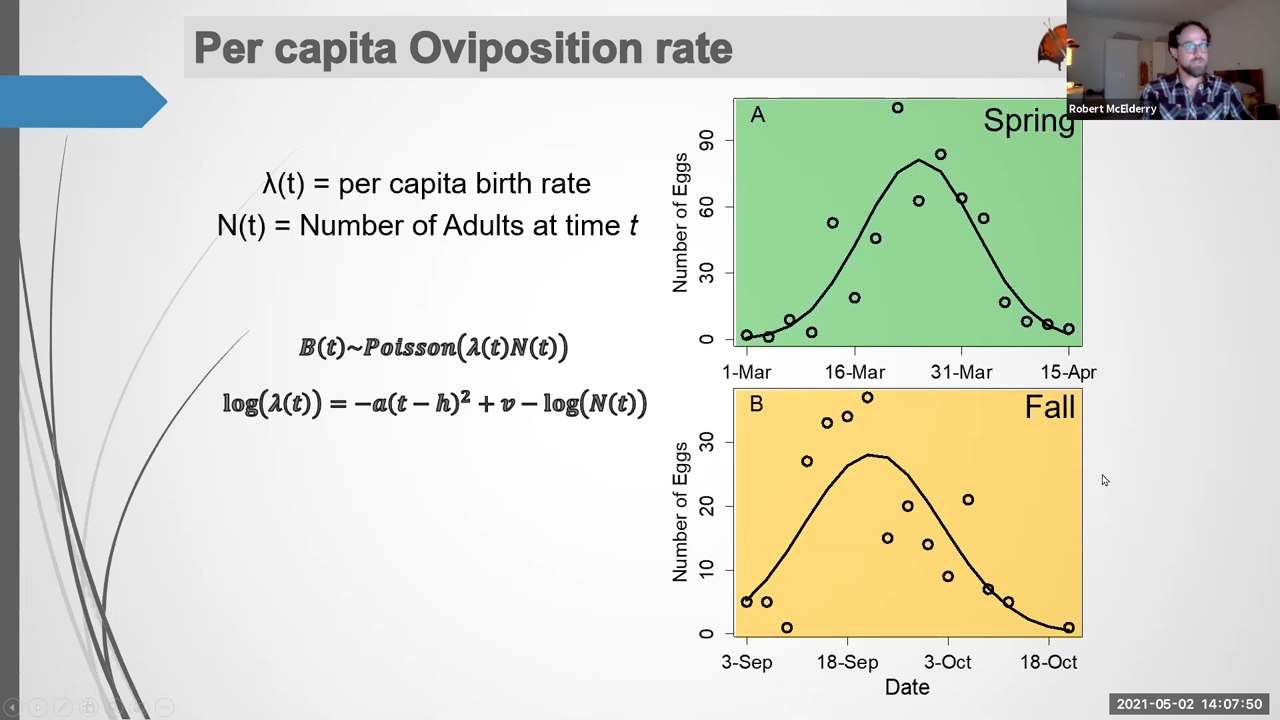 Per capita Oviposition rate
Robert McElderry
λ(t) = per capita birth rate
N(t) = Number of Adults at time t
B(t)~Poisson(λ(t)N(t))
log(λ(t)) = −a(t − h)² + v − log(N(t))
A
Spring
Number of Eggs
90
60
30
0
1-Mar
16-Mar
31-Mar
15-Apr
B
Fall
Number of Eggs
30
20
10
0
3-Sep
18-Sep
3-Oct
18-Oct
Date
2021-05-02 14:07:50